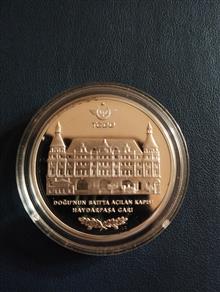 TCDD
DOĞU'NUN BATI'YA AÇILAN KAPISI
HAYDARPAŞA GARI